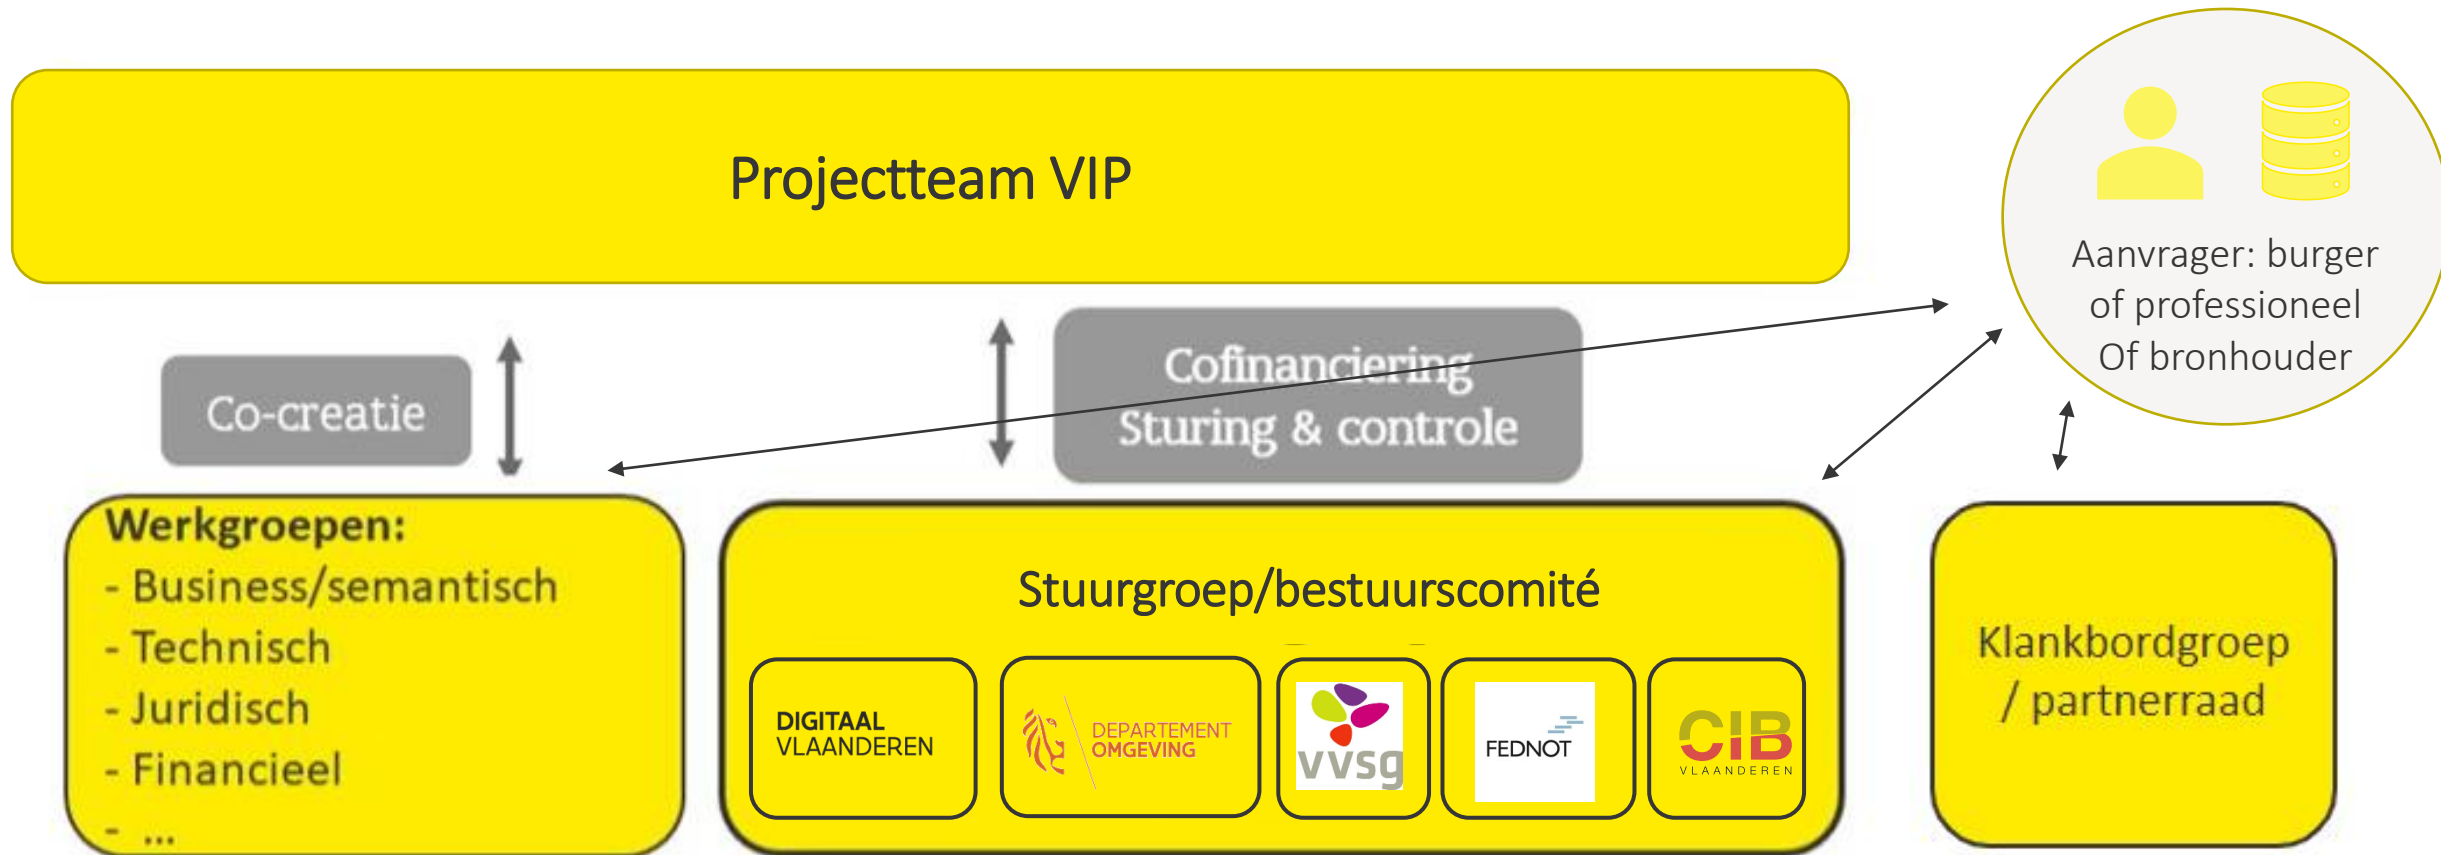 Projectteam VIP
Aanvrager: burger
of professioneel
Of bronhouder
Co-creatie
Cofinanciering
Sturing & controle
Werkgroepen:
- Business/semantisch
- Technisch
- Juridisch
- Financieel
- ...
Stuurgroep/bestuurscomité
DIGITAAL
VLAANDEREN
DEPARTEMENT
OMGEVING
vvsg
FEDNOT
CIB
VLAANDEREN
Klankbordgroep
/ partnerraad